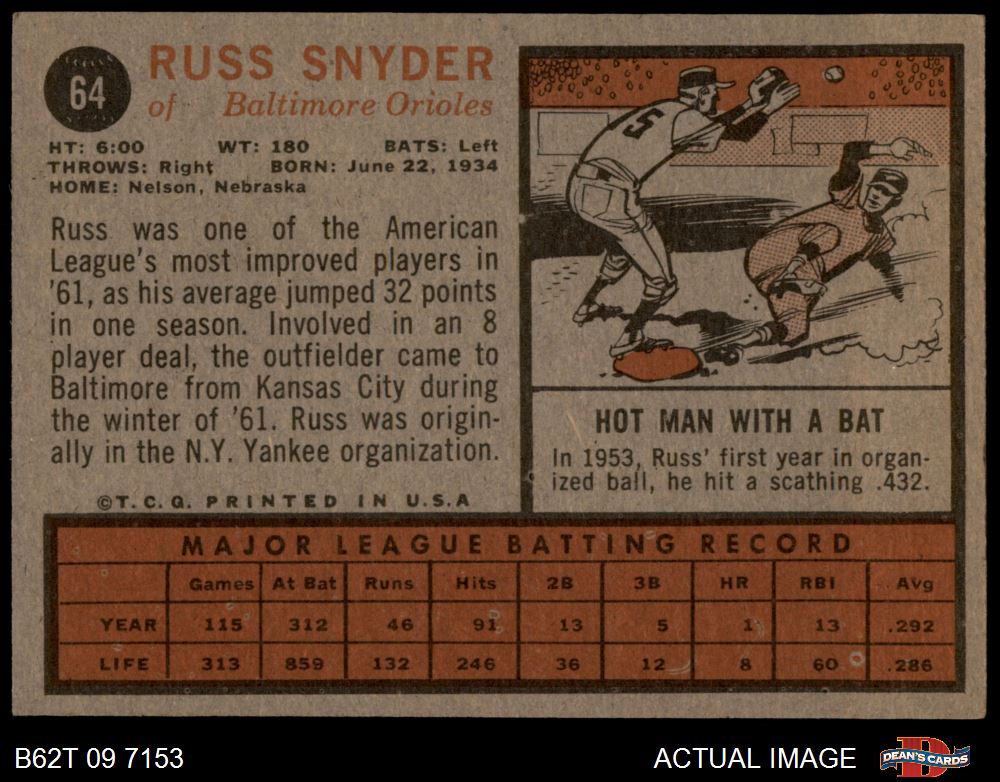 64
RUSS SNYDER
of Baltimore Orioles
HT: 6:00 WT: 180 BATS: Left
THROWS: Right BORN: June 22, 1934
HOME: Nelson, Nebraska
Russ was one of the American
League's most improved players in
'61, as his average jumped 32 points
in one season. Involved in an 8
player deal, the outfielder came to
Baltimore from Kansas City during
the winter of '61. Russ was origin-
ally in the N.Y. Yankee organization.
©T.C.G. PRINTED IN U.S.A
5
HOT MAN WITH A BAT
In 1953, Russ' first year in organ-
ized ball, he hit a scathing .432.
MAJOR LEAGUE BATTING RECORD
Games At Bat Runs Hits 2B 3B HR RBI Avg
YEAR 115 312 46 91 13 5 1 13 .292
LIFE 313 859 132 246 36 12 8 60 .286
B62T 09 7153 ACTUAL IMAGE DEAN'S CARDS